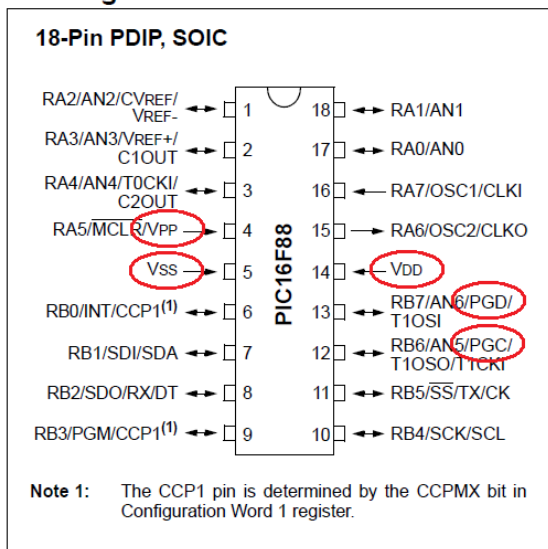 18-Pin PDIP, SOIC
RA2/AN2/CVREF/
VREF-
1
18
RA1/AN1
RA3/AN3/VREF+/
C1OUT
2
17
RA0/AN0
RA4/AN4/T0CKI/
C2OUT
3
16
RA7/OSC1/CLKI
RA5/MCLR/VPP
4
15
RA6/OSC2/CLKO
VSS
5
14
VDD
PIC16F88
RB0/INT/CCP1(1)
6
13
RB7/AN6/PGD/
T1OSI
RB1/SDI/SDA
7
12
RB6/AN5/PGC/
T1OSO/T1CKI
RB2/SDO/RX/DT
8
11
RB5/SS/TX/CK
RB3/PGM/CCP1(1)
9
10
RB4/SCK/SCL
Note 1: The CCP1 pin is determined by the CCPMX bit in
Configuration Word 1 register.